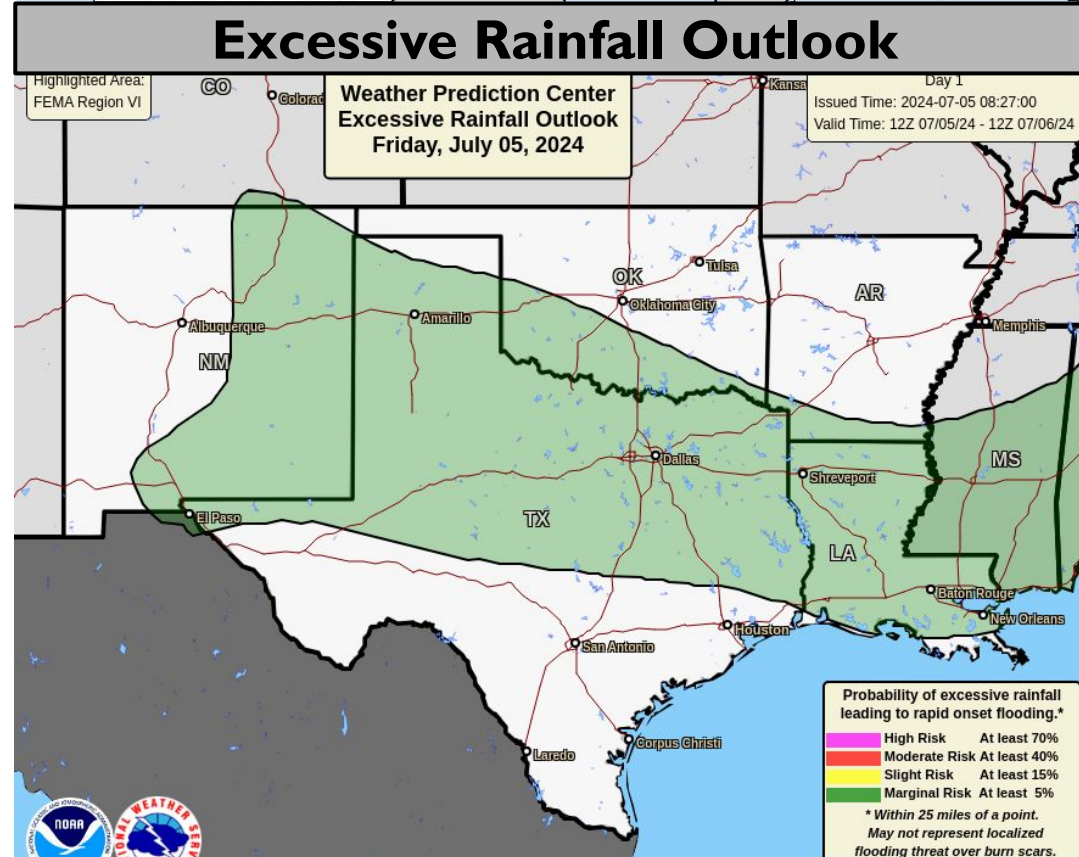 Excessive Rainfall Outlook
Highlighted Area:
FEMA Region VI
Weather Prediction Center
Excessive Rainfall Outlook
Friday, July 05, 2024
Day 1
Issued Time: 2024-07-05 08:27:00
Valid Time: 12Z 07/05/24 - 12Z 07/06/24
CO
Colorad
Kansa
OK
Tulsa
Oklahoma City
AR
Amarillo
Albuquerque
Memphis
NM
Dallas
MS
Shreveport
El Paso
TX
LA
Baton Rouge
New Orleans
Houston
San Antonio
Corpus Christi
Laredo
Probability of excessive rainfall
leading to rapid onset flooding.*
High Risk At least 70%
Moderate Risk At least 40%
Slight Risk At least 15%
Marginal Risk At least 5%
* Within 25 miles of a point.
May not represent localized
flooding threat over burn scars.
NOAA
NAL WEATHER SER